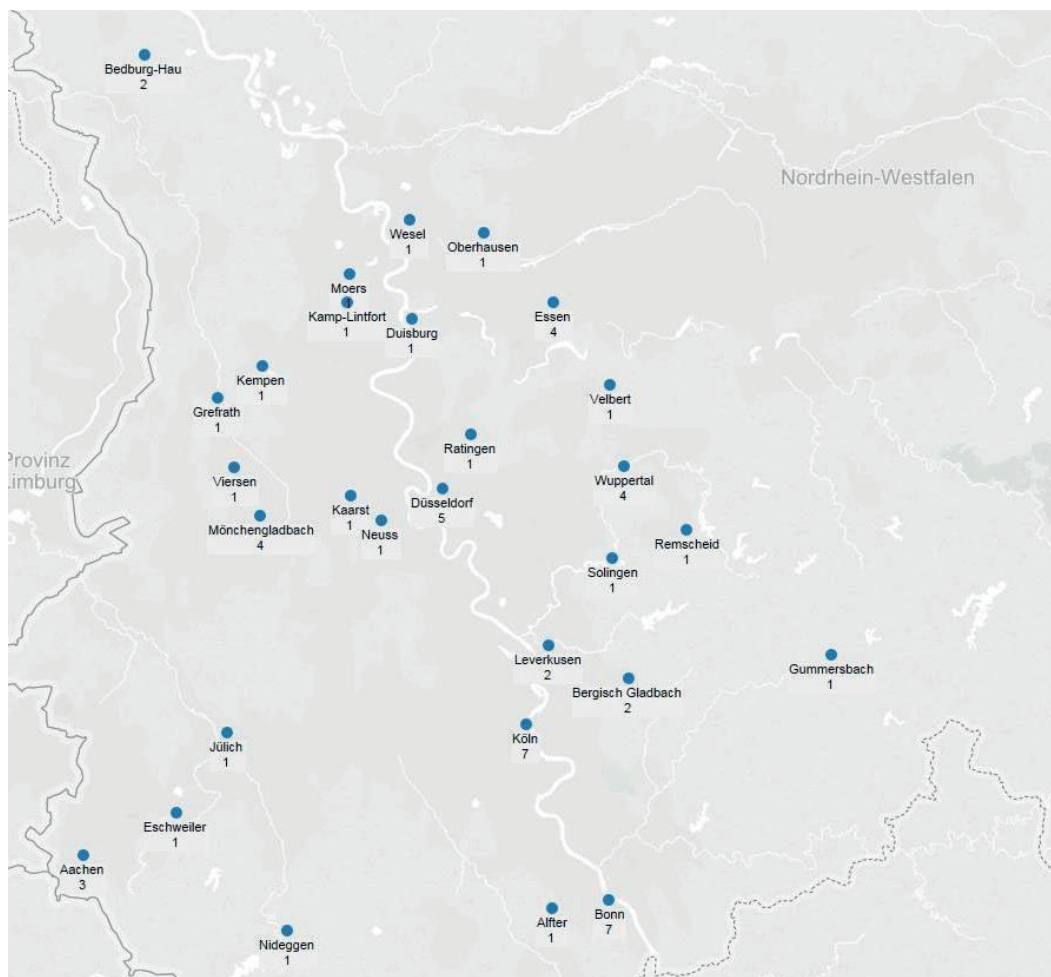 Bedburg-Hau
2
Nordrhein-Westfalen
Wesel
1
Oberhausen
1
Moers
1
Kamp-Lintfort
1
Duisburg
1
Essen
4
Kempen
1
Grefrath
1
Velbert
1
Ratingen
1
Provinz
Limburg
Viersen
1
Wuppertal
4
Kaarst
1
Düsseldorf
5
Mönchengladbach
4
Neuss
1
Remscheid
1
Solingen
1
Leverkusen
2
Gummersbach
1
Bergisch Gladbach
2
Köln
7
Jülich
1
Eschweiler
1
Aachen
3
Alfter
1
Bonn
7
Nideggen
1